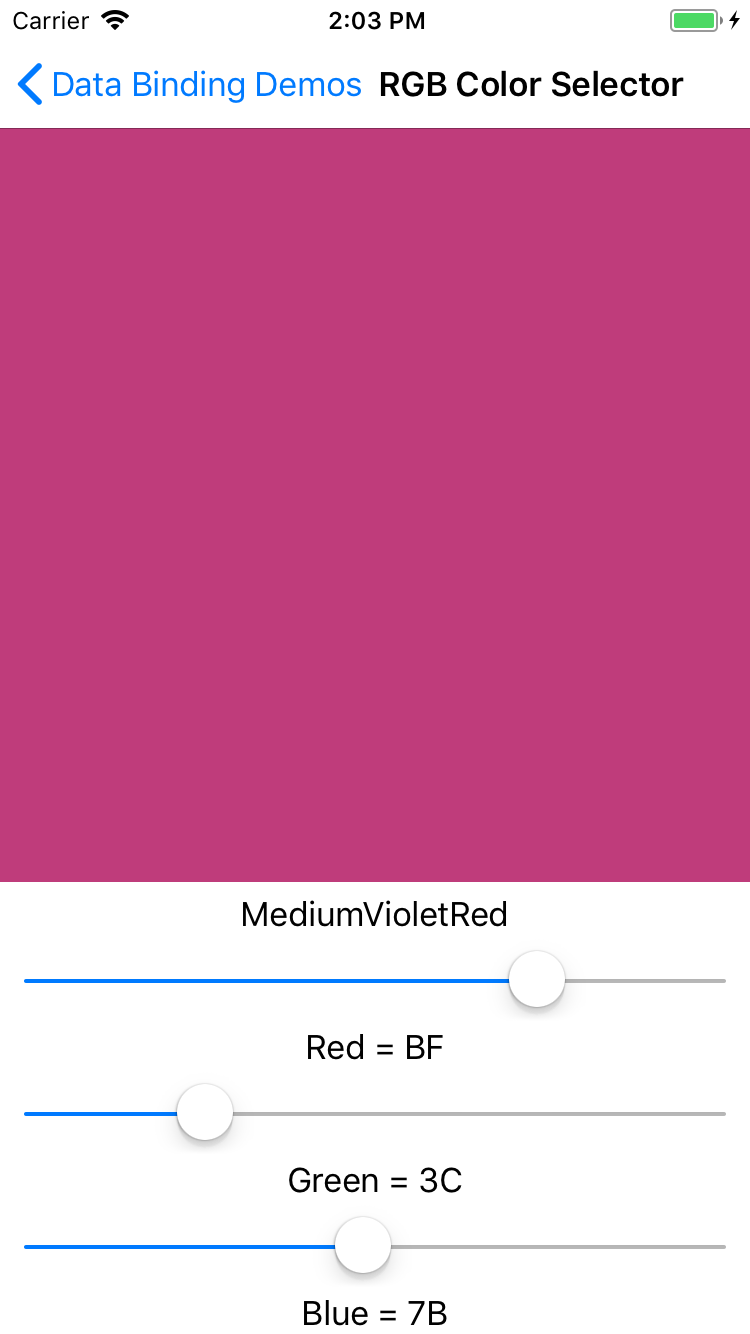 Carrier 2:03 PM
Data Binding Demos RGB Color Selector
MediumVioletRed
Red = BF
Green = 3C
Blue = 7B